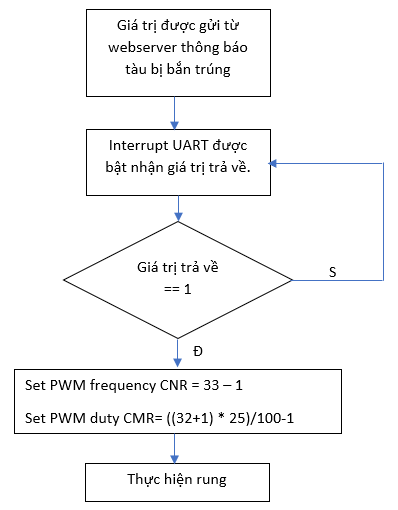 Giá trị được gửi từ
webserver thông báo
tàu bị bắn trúng
Interrupt UART được
bật nhận giá trị trả về.
Giá trị trả về
== 1
S
Đ
Set PWM frequency CNR = 33 – 1
Set PWM duty CMR= ((32+1) * 25)/100-1
Thực hiện rung